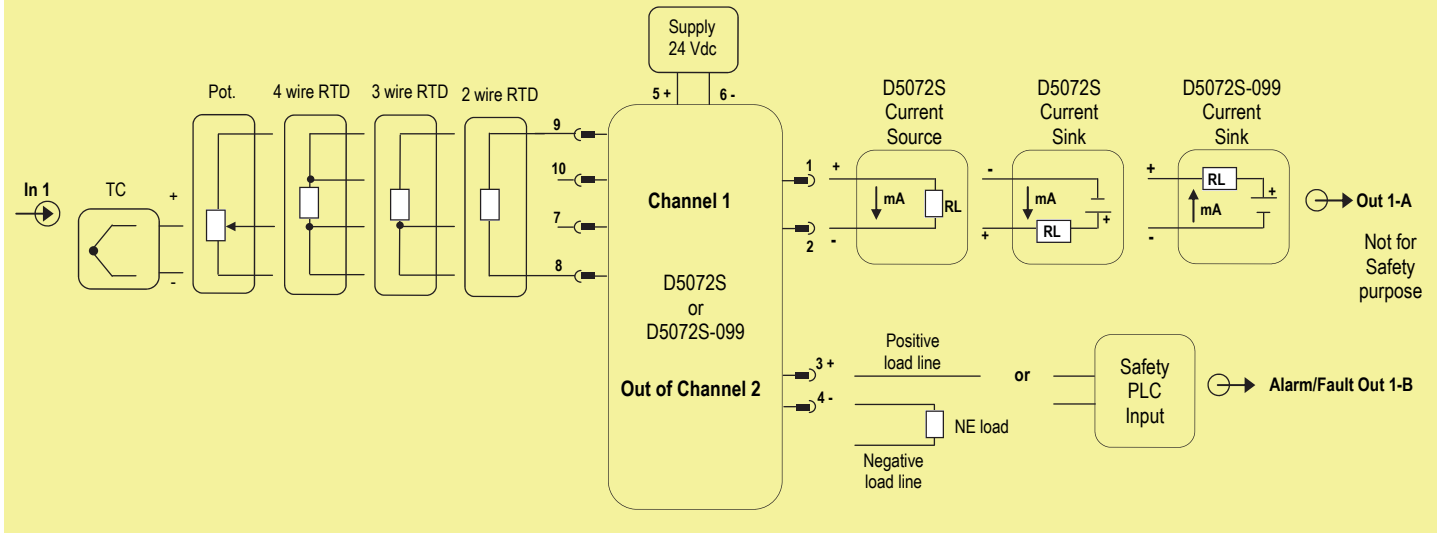 Supply
24 Vdc
5 + 6 -
Pot. 4 wire RTD 3 wire RTD 2 wire RTD
D5072S
Current
Source
D5072S
Current
Sink
D5072S-099
Current
Sink
In 1
TC
+
-
9
10
7
8
Channel 1
D5072S
or
D5072S-099
Out of Channel 2
1
2
+
mA
RL
-
-
mA
+
RL
+
+
RL
mA
+
-
Out 1-A
Not for
Safety
purpose
3 +
4 -
Positive
load line
NE load
Negative
load line
or
Safety
PLC
Input
Alarm/Fault Out 1-B